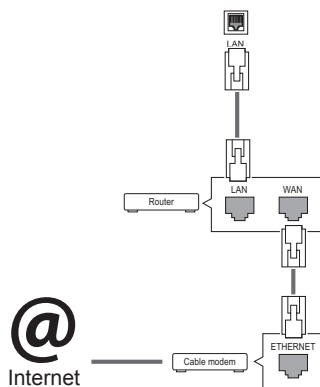 LAN
LAN WAN
Router
ETHERNET
@
Cable modem
Internet